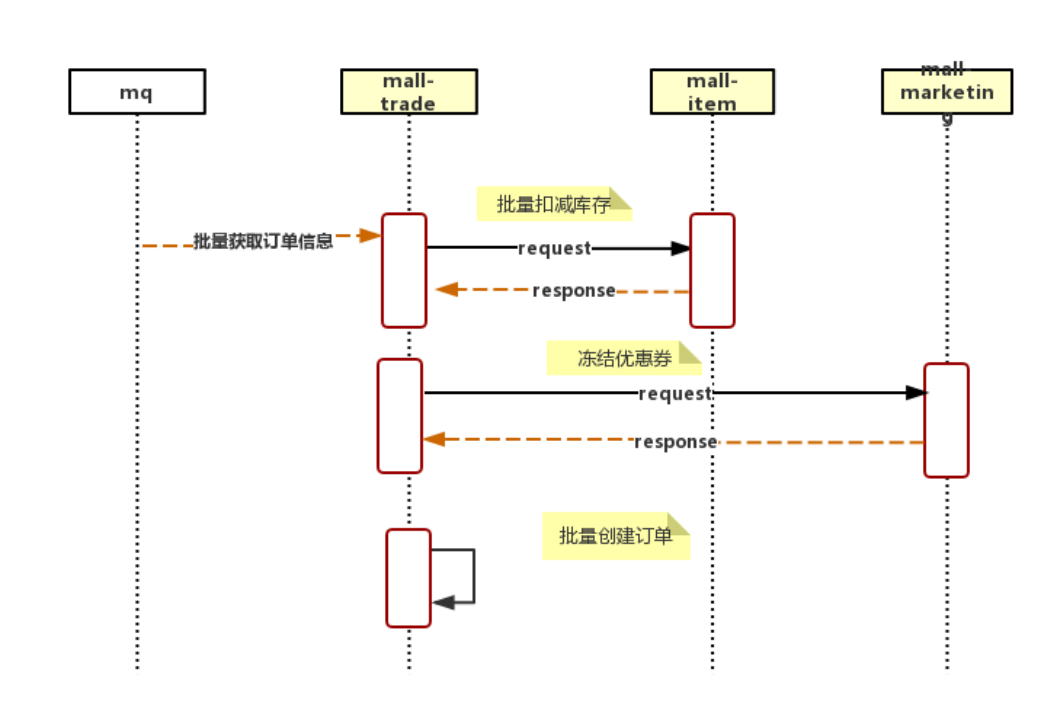 mq
mall-
trade
mall-
item
mall-
marketin
g
批量扣减库存
批量获取订单信息
request
response
冻结优惠券
request
response
批量创建订单